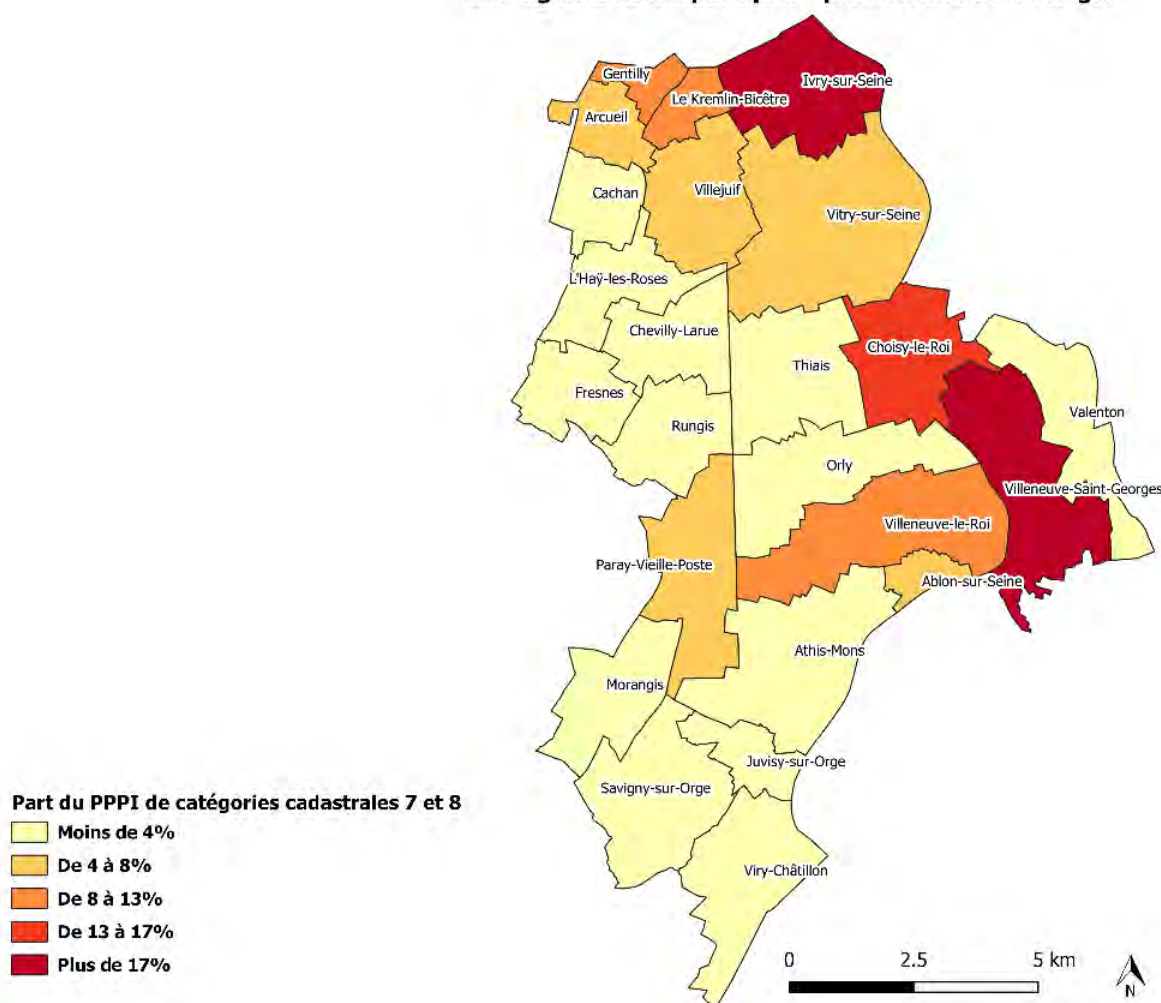 Gentilly
Ivry-sur-Seine
Le Kremlin-Bicêtre
Arcueil
Cachan
Villejuif
Vitry-sur-Seine
L'Haÿ-les-Roses
Chevilly-Larue
Choisy-le-Roi
Thiais
Fresnes
Valenton
Rungis
Orly
Villeneuve-Saint-Georges
Villeneuve-le-Roi
Paray-Vieille-Poste
Ablon-sur-Seine
Athis-Mons
Morangis
Juvisy-sur-Orge
Savigny-sur-Orge
Viry-Châtillon
Part du PPPI de catégories cadastrales 7 et 8
Moins de 4%
De 4 à 8%
De 8 à 13%
De 13 à 17%
Plus de 17%
0 2.5 5 km
N